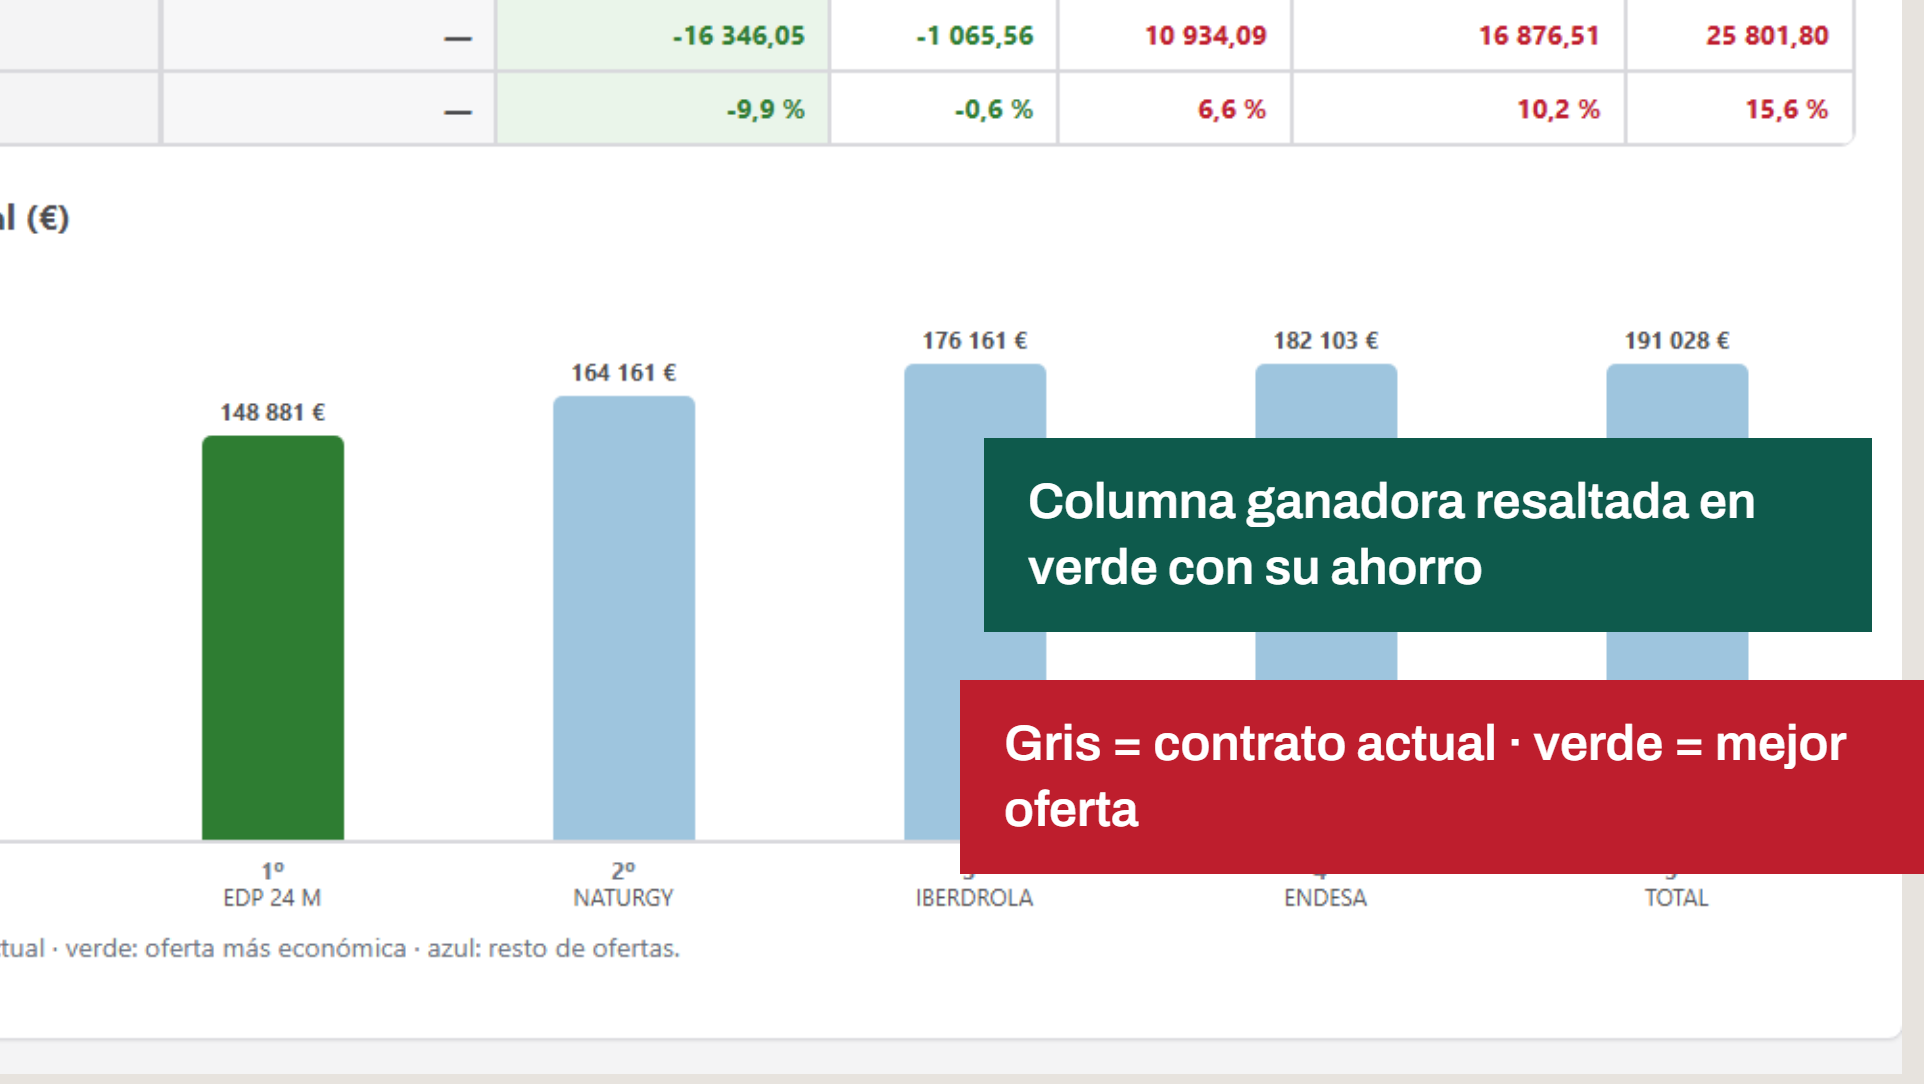 — -16 346,05 -1 065,56 10 934,09 16 876,51 25 801,80
— -9,9 % -0,6 % 6,6 % 10,2 % 15,6 %
(€)
148 881 € 164 161 € 176 161 € 182 103 € 191 028 €
Columna ganadora resaltada en
verde con su ahorro
Gris = contrato actual · verde = mejor
oferta
1º 2º
EDP 24 M NATURGY IBERDROLA ENDESA TOTAL
· verde: oferta más económica · azul: resto de ofertas.